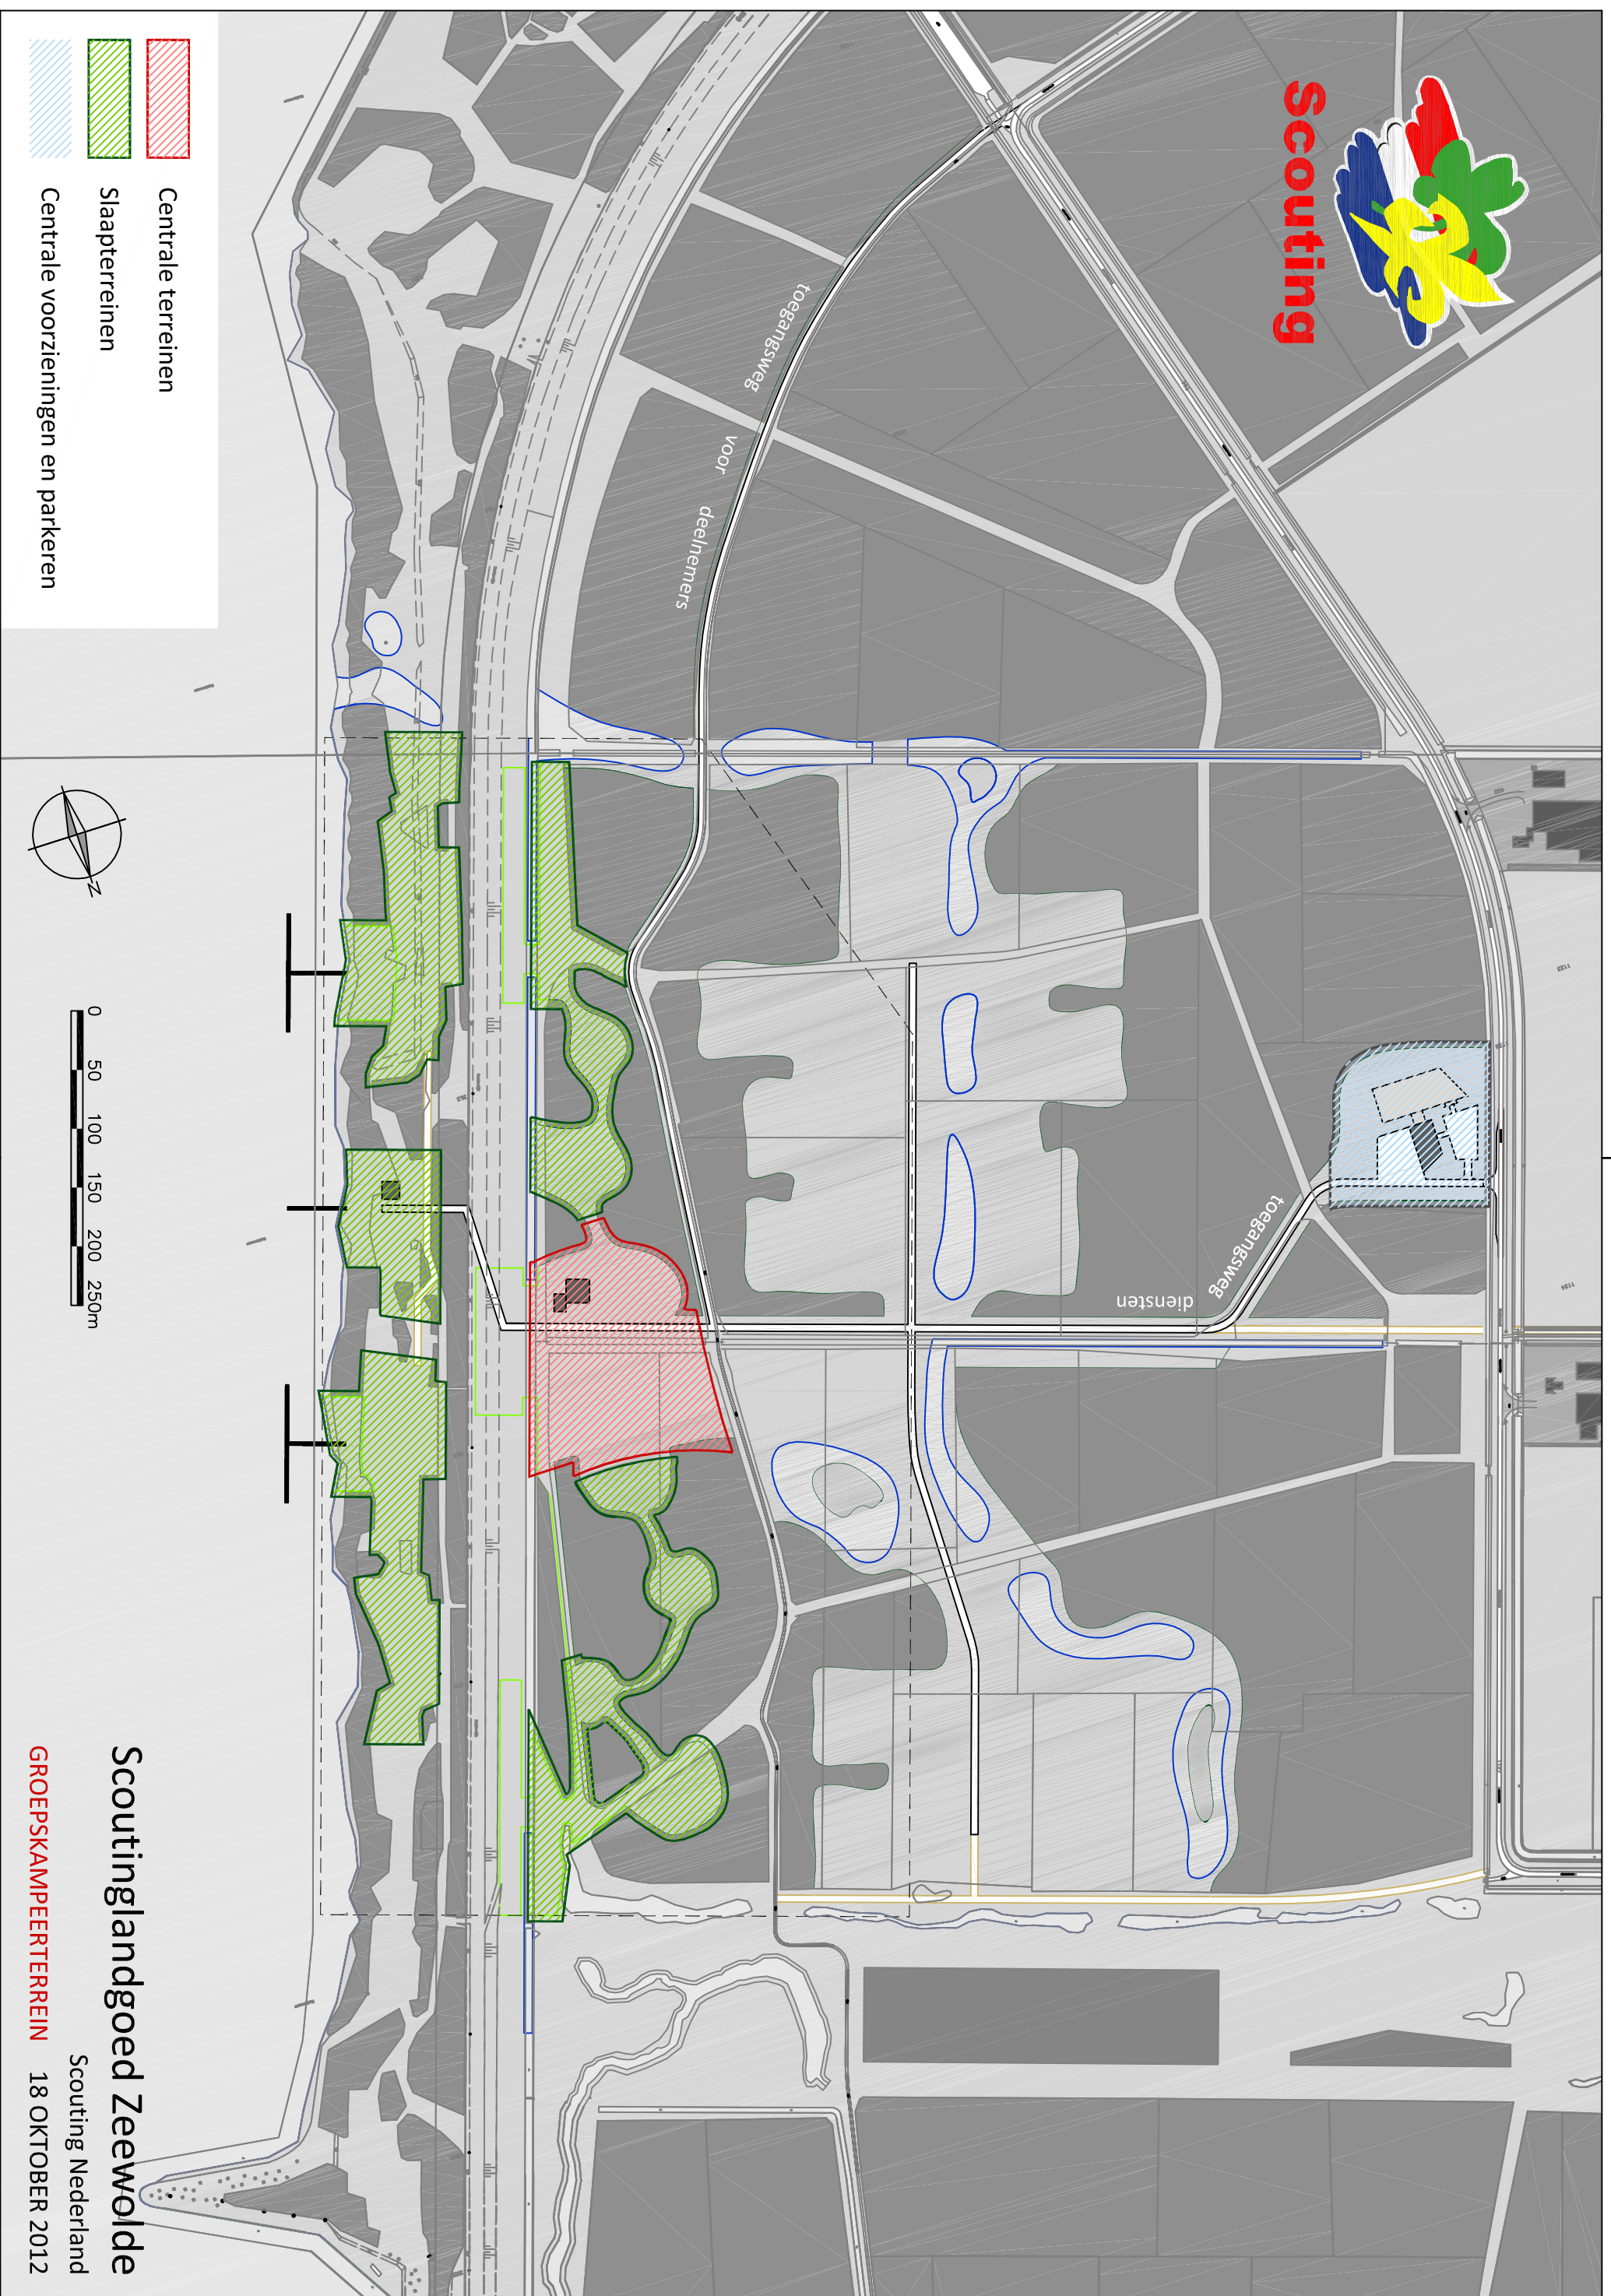 Scouting
toegangsweg voor deelnemers
toegangsweg
diensten
Centrale terreinen
Slaapterreinen
Centrale voorzieningen en parkeren
N
0 50 100 150 200 250m
Scoutinglandgoed Zeewolde
Scouting Nederland
GROEPSKAMPEERTERREIN 18 OKTOBER 2012